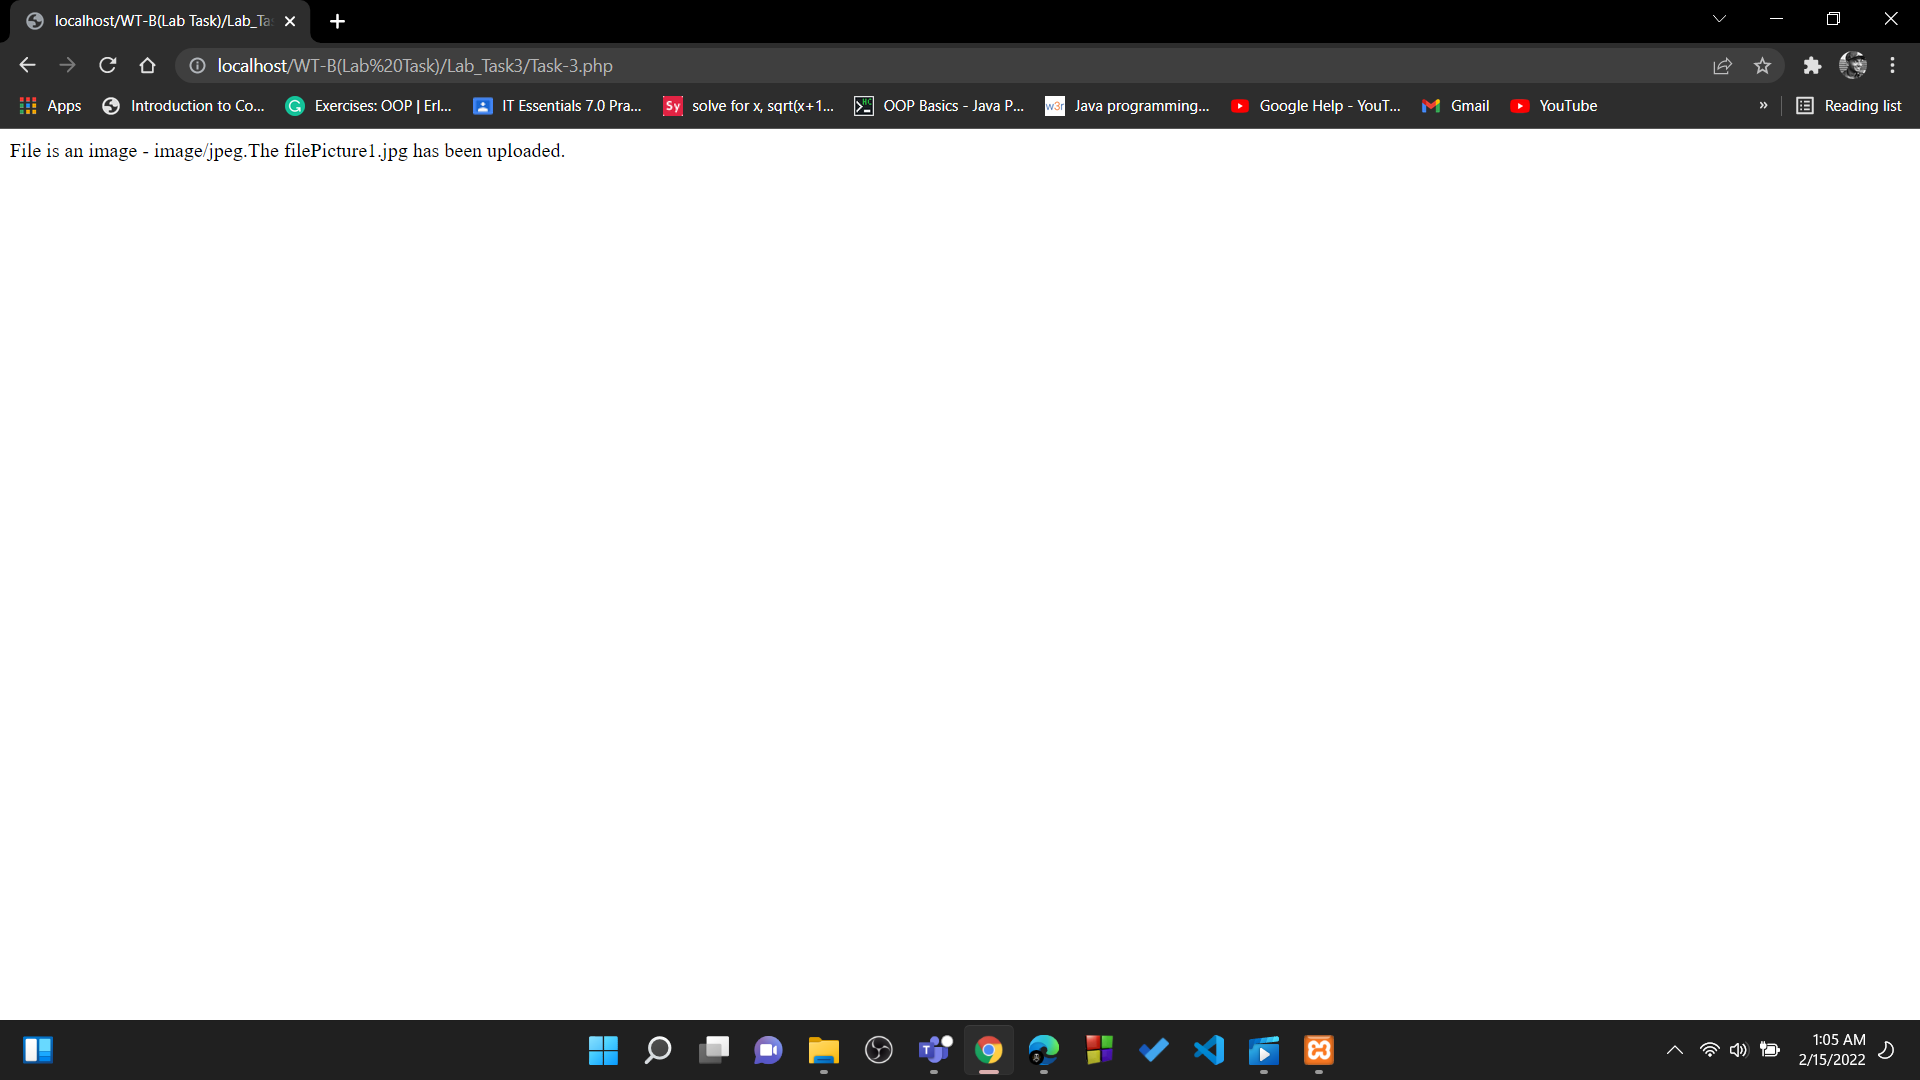 localhost/WT-B(Lab Task)/Lab_Ta
localhost/WT-B(Lab%20Task)/Lab_Task3/Task-3.php
Apps Introduction to Co... Exercises: OOP | Erl... IT Essentials 7.0 Pra... Sy solve for x, sqrt(x+1... OOP Basics - Java P... w3r Java programming... Google Help - YouT... Gmail YouTube » Reading list
File is an image - image/jpeg.The filePicture1.jpg has been uploaded.
1:05 AM
2/15/2022